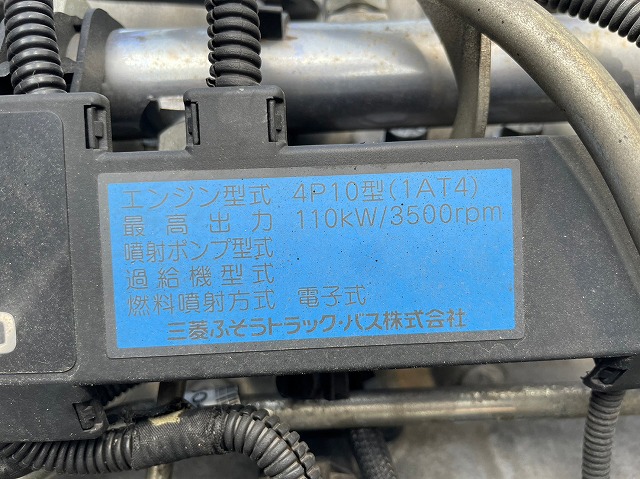 エンジン型式 4P10型(1AT4)
最高出力 110kW/3500rpm
噴射ポンプ型式
過給機型式
燃料噴射方式 電子式
三菱ふそうトラック・バス株式会社